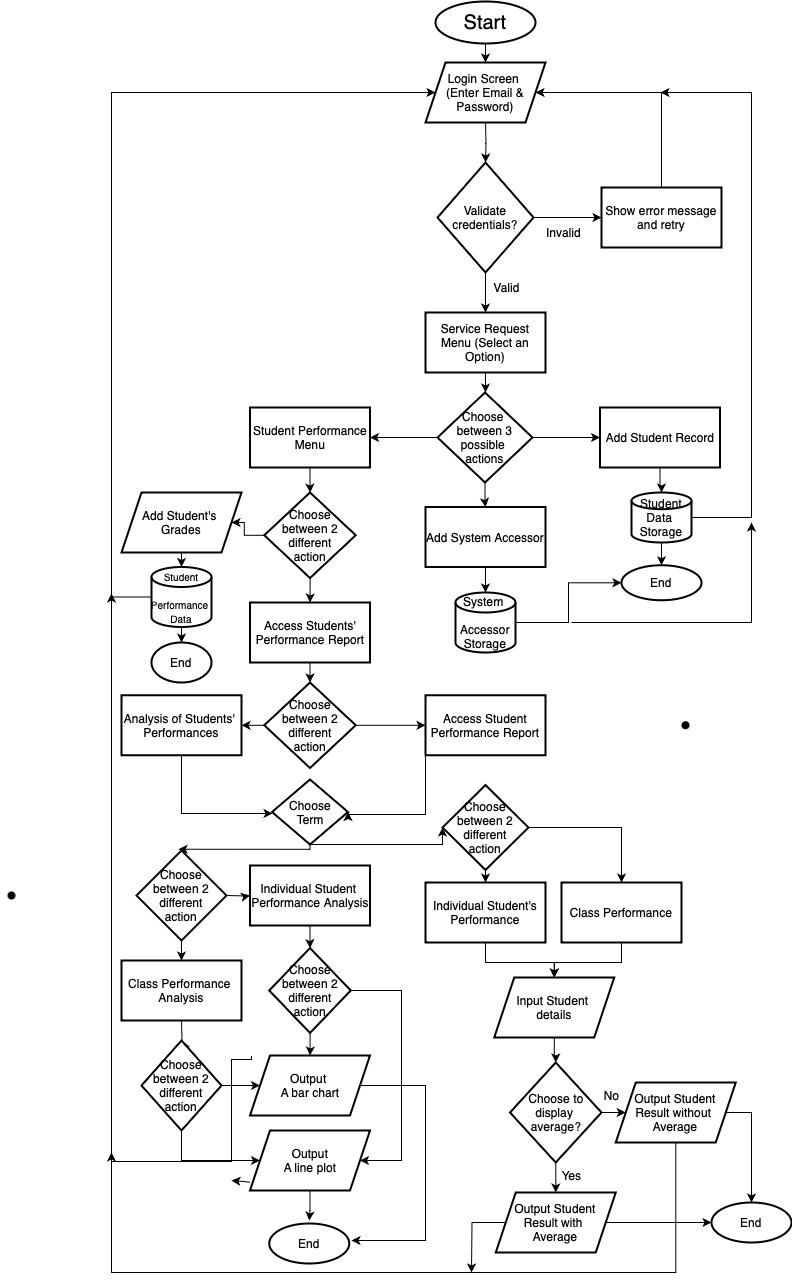 Start
Login Screen
(Enter Email &
Password)
Validate
credentials?
Invalid
Show error message
and retry
Valid
Service Request
Menu (Select an
Option)
Student Performance
Menu
Choose
between 3
possible
actions
Add Student Record
Add Student's
Grades
Choose
between 2
different
action
Add System Accessor
Student
Data
Storage
Student
Performance
Data
End
System
Accessor
Storage
Access Students'
Performance Report
End
Analysis of Students'
Performances
Choose
between 2
different
action
Access Student
Performance Report
Choose
Term
Choose
between 2
different
action
Choose
between 2
different
action
Individual Student
Performance Analysis
Individual Student's
Performance
Class Performance
Class Performance
Analysis
Choose
between 2
different
action
Input Student
details
Choose
between 2
different
action
Output
A bar chart
Choose to
display
average?
No
Output Student
Result without
Average
Output
A line plot
Yes
Output Student
Result with
Average
End
End